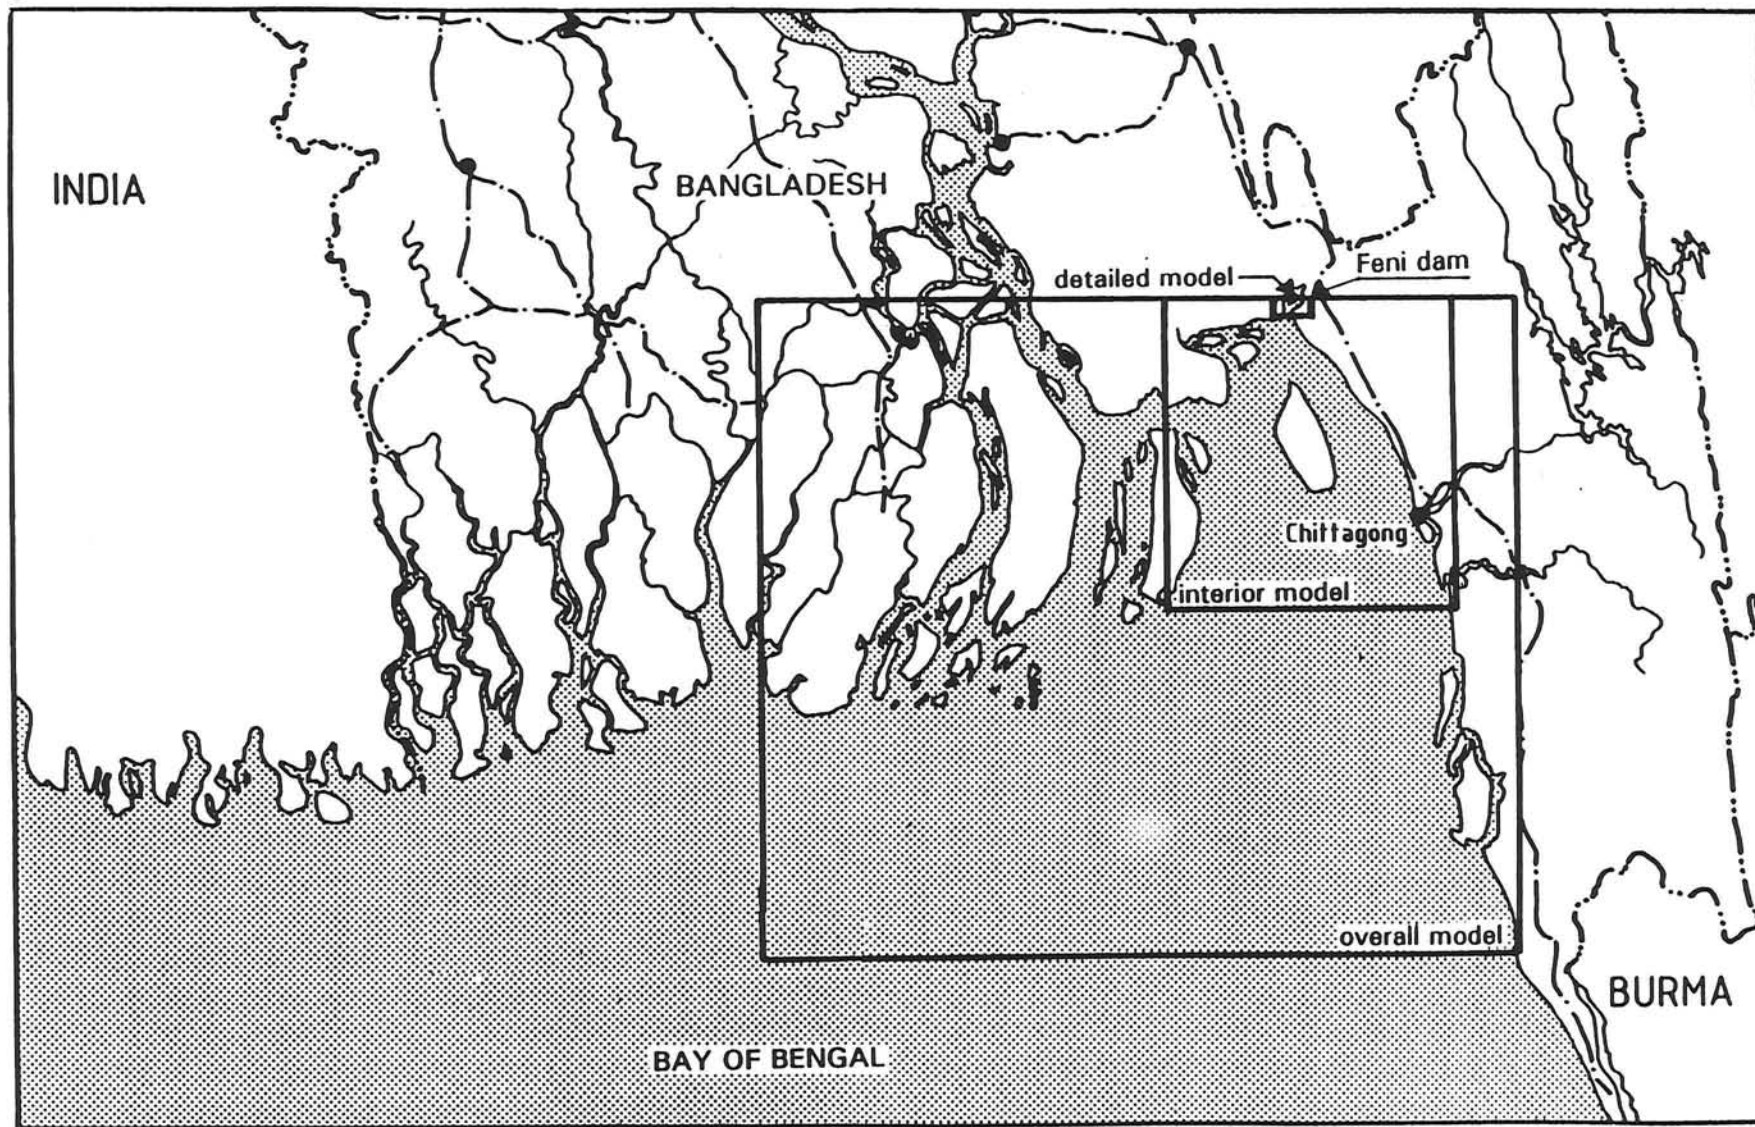 INDIA
BANGLADESH
detailed model
Feni dam
Chittagong
interior model
overall model
BURMA
BAY OF BENGAL